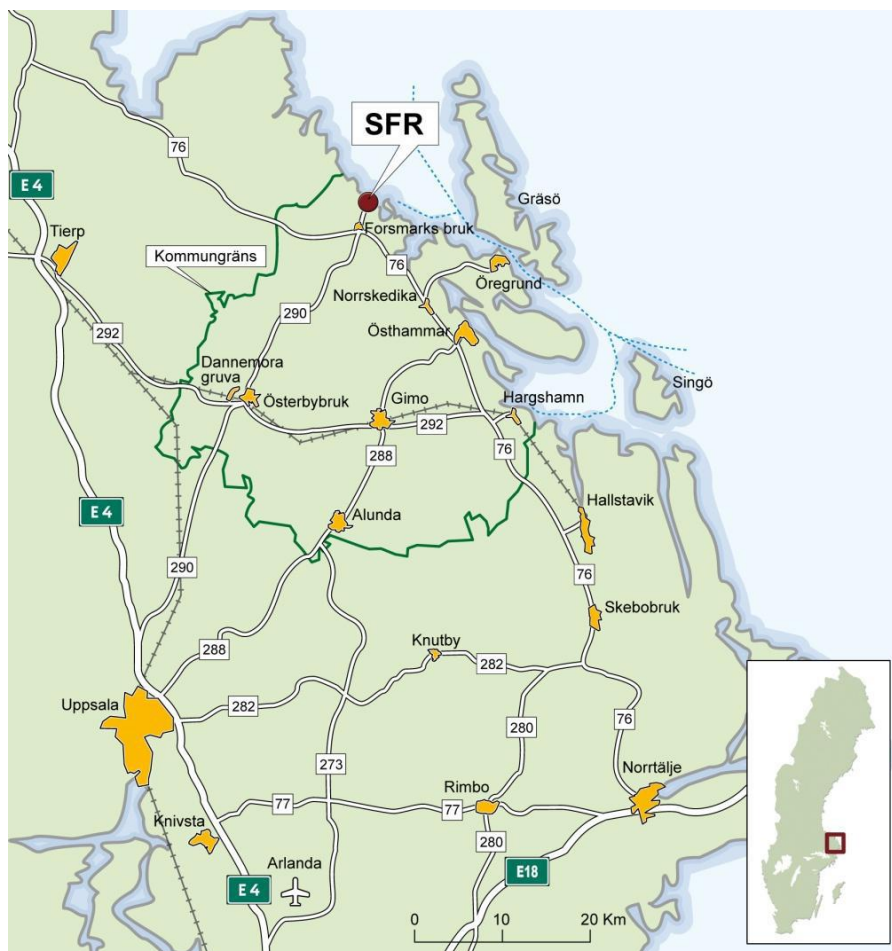 SFR
76
E 4
Gräsö
Tierp
Forsmarks bruk
Kommungräns
76
Öregrund
Norrskedika
290
Östhammar
292
Dannemora
gruva
Singö
Österbybruk
Gimo
Hargshamn
292
288
76
Hallstavik
E 4
Alunda
290
76
Skebobruk
Knutby
288
282
Uppsala
282
76
280
273
Norrtälje
Rimbo
77
77
Knivsta
280
Arlanda
E18
E 4
0 10 20 Km